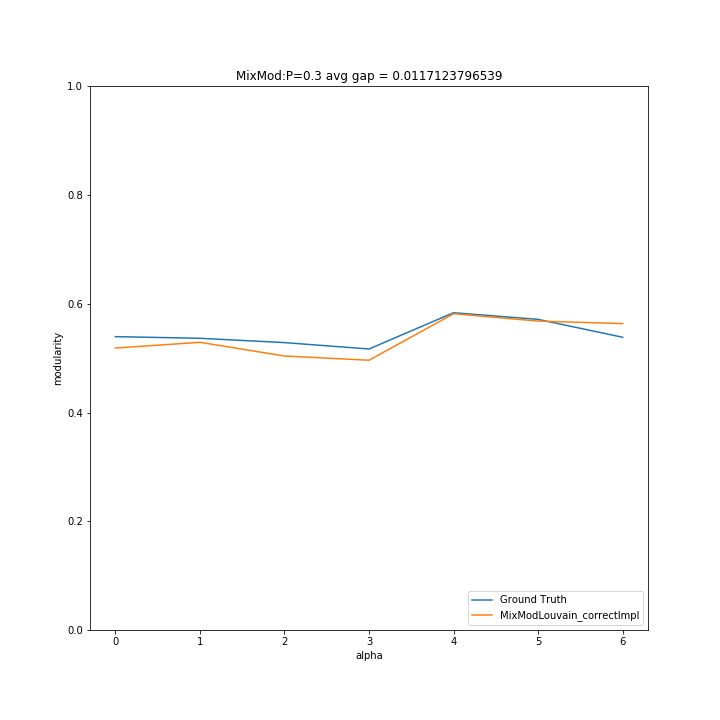 MixMod:P=0.3 avg gap = 0.0117123796539
1.0
0.8
0.6
0.4
0.2
0.0
modularity
0 1 2 3 4 5 6
alpha
Ground Truth
MixModLouvain_correctImpl